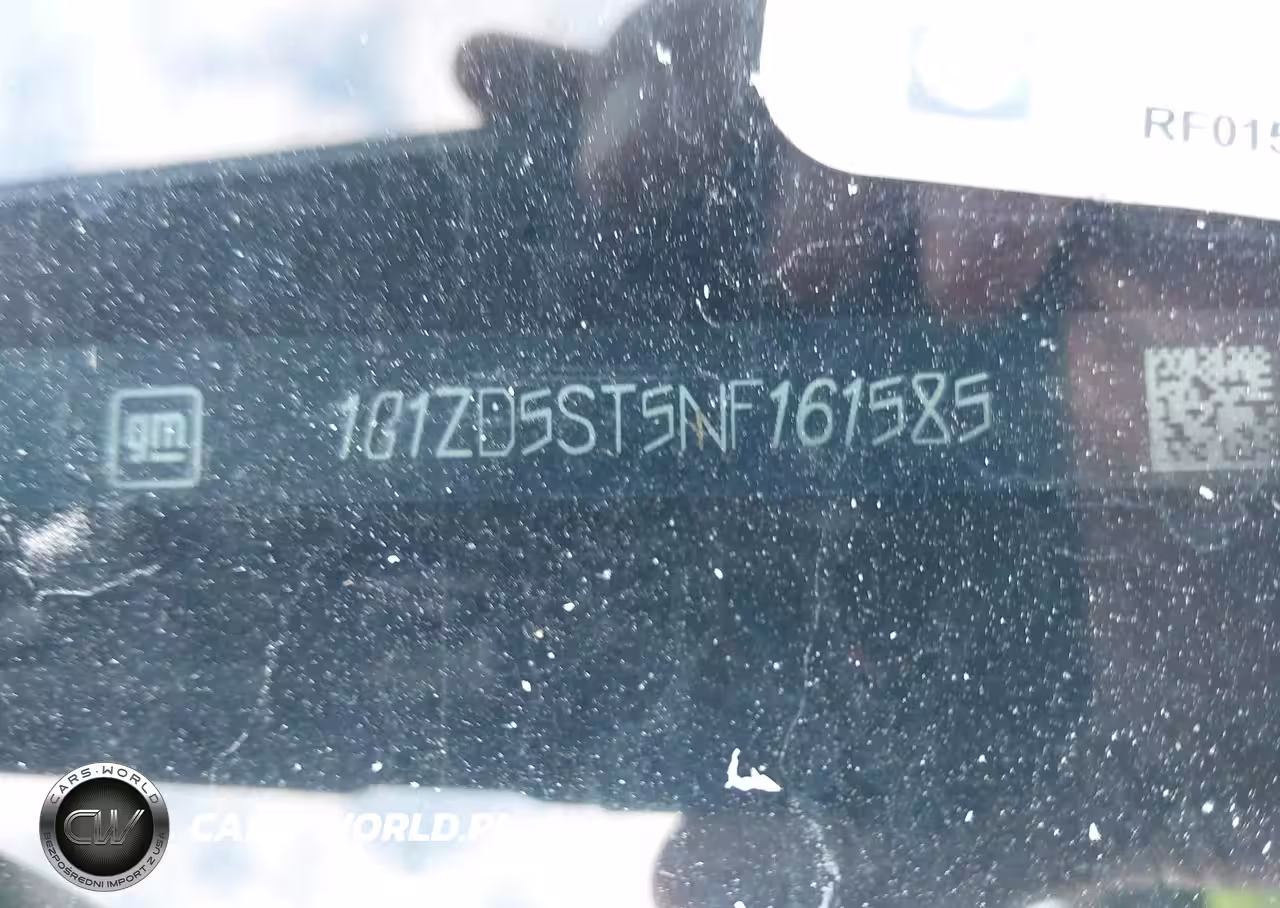 RF015
gm
1G1ZD5ST5NF161585
CARS·WORLD
CW
BEZPOŚREDNI IMPORT Z USA